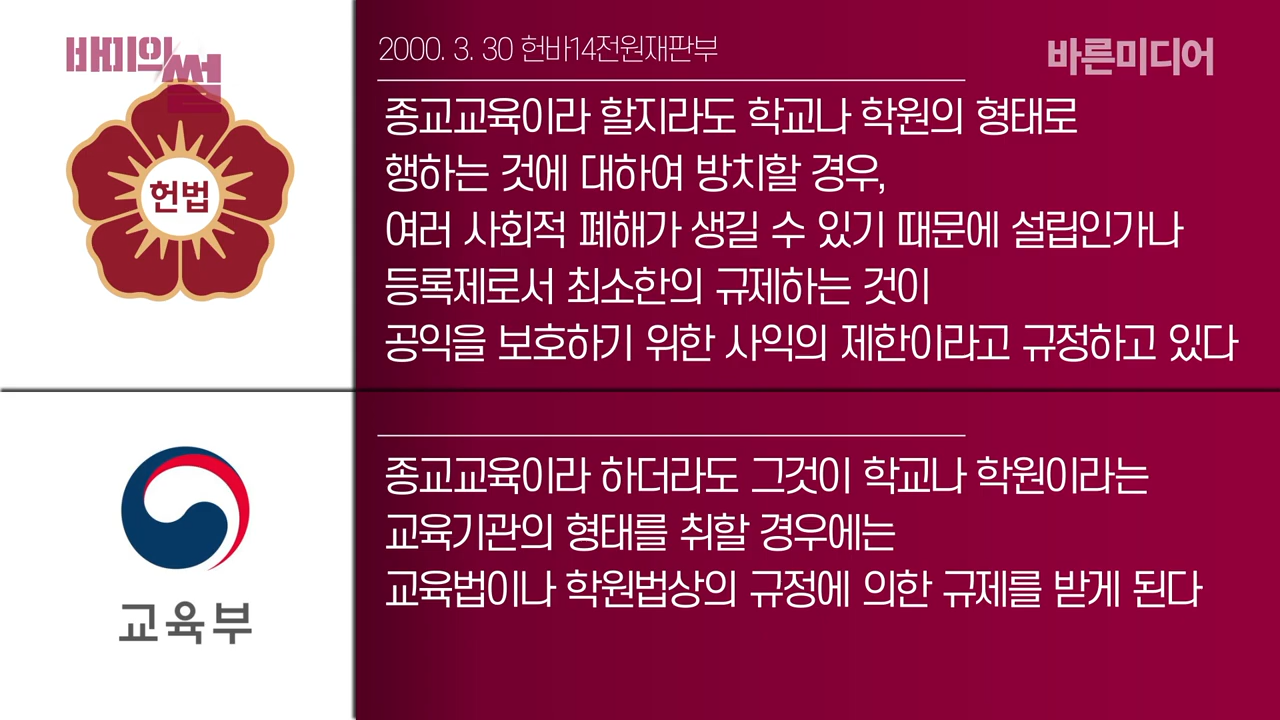 바미의썰
바른미디어
2000. 3. 30 헌바14전원재판부
헌법
종교교육이라 할지라도 학교나 학원의 형태로
행하는 것에 대하여 방치할 경우,
여러 사회적 폐해가 생길 수 있기 때문에 설립인가나
등록제로서 최소한의 규제하는 것이
공익을 보호하기 위한 사익의 제한이라고 규정하고 있다
종교교육이라 하더라도 그것이 학교나 학원이라는
교육기관의 형태를 취할 경우에는
교육법이나 학원법상의 규정에 의한 규제를 받게 된다
교육부